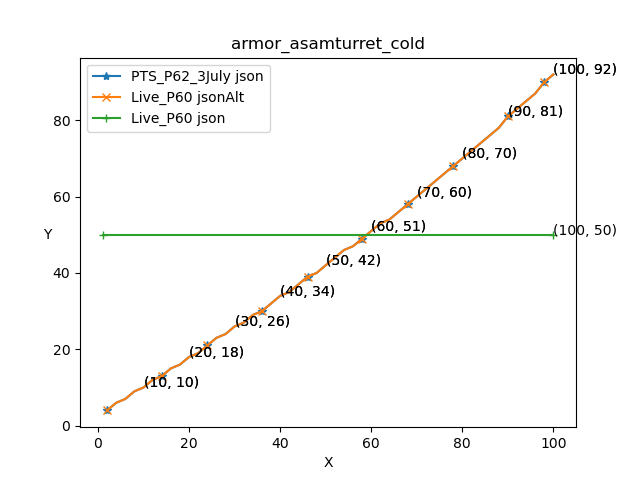 armor_asamturret_cold
PTS_P62_3July json
Live_P60 jsonAlt
Live_P60 json
(100, 92)
(90, 81)
(80, 70)
(70, 60)
(60, 51)
(100, 50)
(50, 42)
(40, 34)
(30, 26)
(20, 18)
(10, 10)
Y
80
60
40
20
0
0 20 40 60 80 100
X